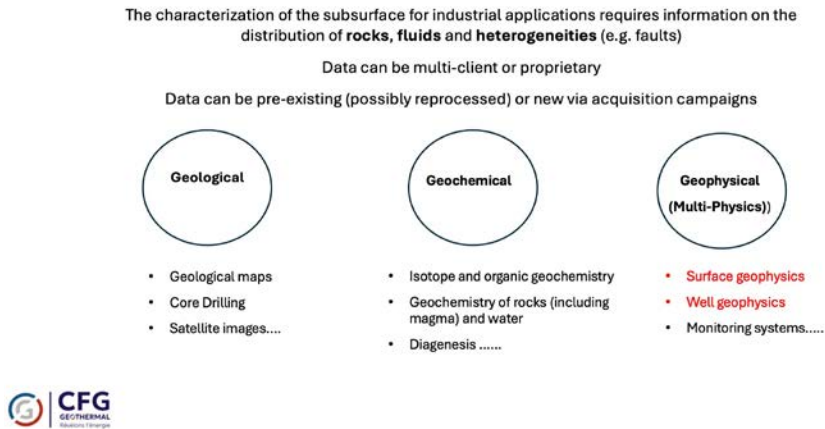 The characterization of the subsurface for industrial applications requires information on the
distribution of rocks, fluids and heterogeneities (e.g. faults)
Data can be multi-client or proprietary
Data can be pre-existing (possibly reprocessed) or new via acquisition campaigns
Geological
Geochemical
Geophysical
(Multi-Physics))
• Geological maps
• Core Drilling
• Satellite images....
• Isotope and organic geochemistry
• Geochemistry of rocks (including
magma) and water
• Diagenesis ......
• Surface geophysics
• Well geophysics
• Monitoring systems.....
CFG
GEOTHERMAL
Révélons l'énergie